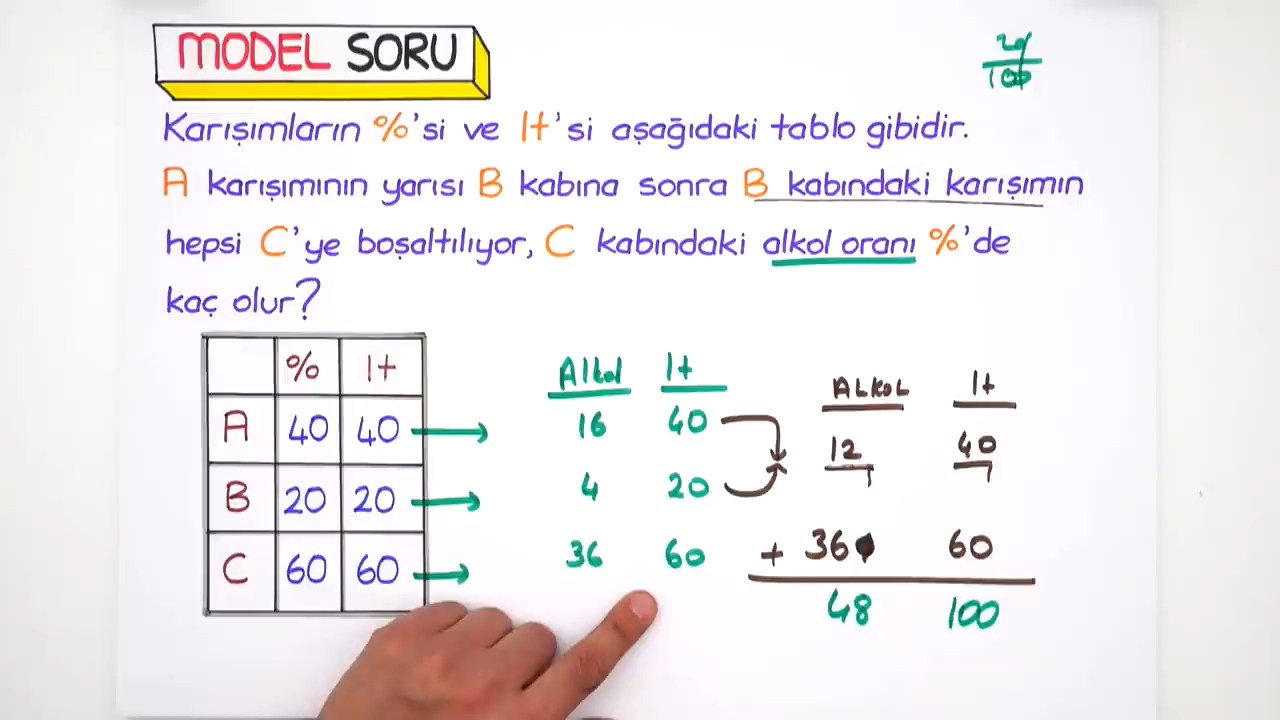 MODEL SORU
Karışımların %'si ve lt'si aşağıdaki tablo gibidir.
A karışımının yarısı B kabına sonra B kabındaki karışımın
hepsi C'ye boşaltılıyor, C kabındaki alkol oranı %'de
kaç olur?
% lt
A 40 40
B 20 20
C 60 60
Alkol lt
16 40
4 20
36 60
ALKOL lt
12 40
+ 36 60
48 100